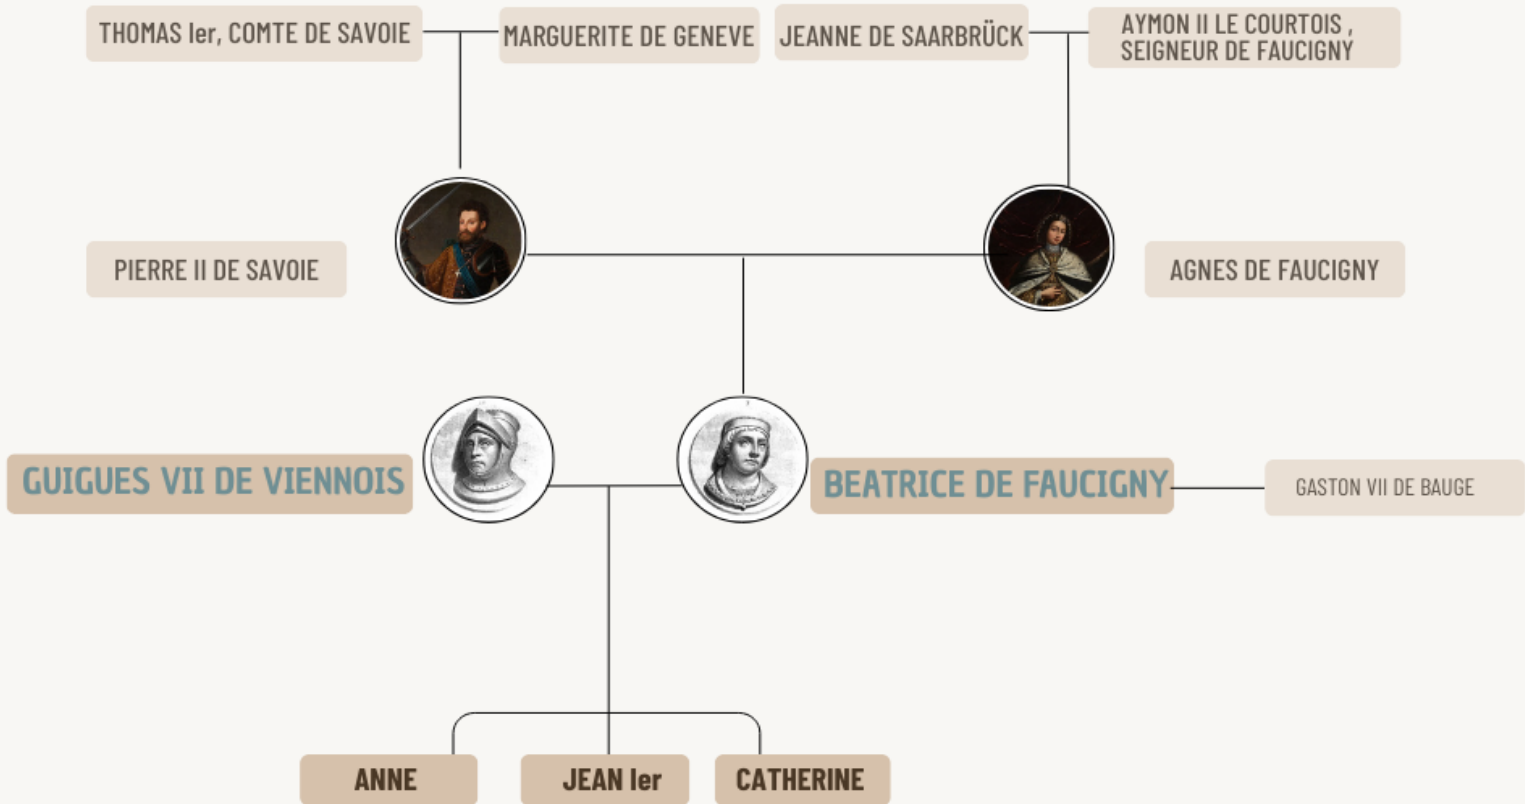 THOMAS Ier, COMTE DE SAVOIE
MARGUERITE DE GENEVE
JEANNE DE SAARBRÜCK
AYMON II LE COURTOIS ,
SEIGNEUR DE FAUCIGNY
PIERRE II DE SAVOIE
AGNES DE FAUCIGNY
GUIGUES VII DE VIENNOIS
BEATRICE DE FAUCIGNY
GASTON VII DE BAUGE
ANNE
JEAN Ier
CATHERINE